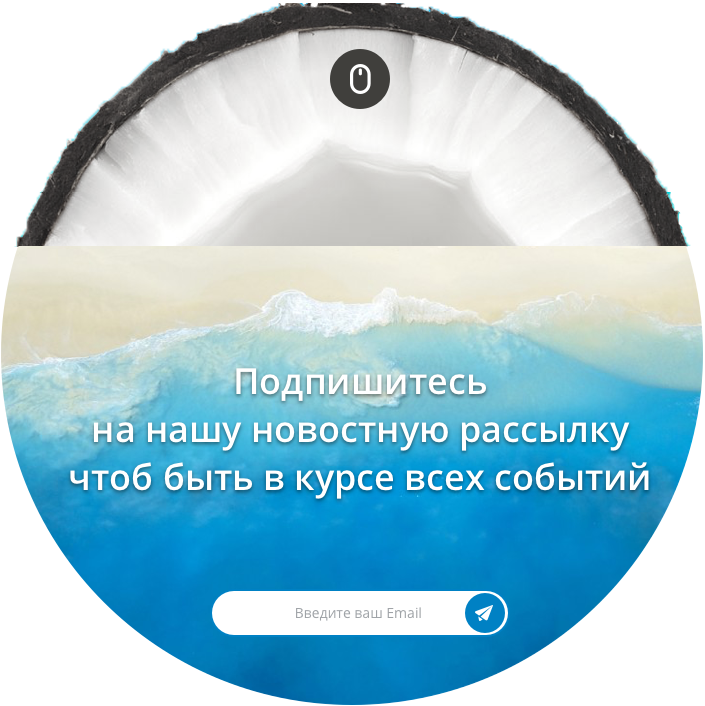 Подпишитесь
на нашу новостную рассылку
чтоб быть в курсе всех событий
Введите ваш Email